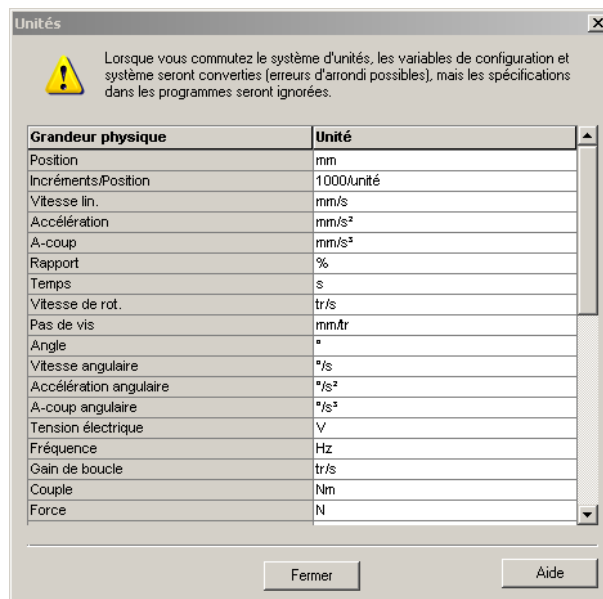 Unités
Lorsque vous commutez le système d'unités, les variables de configuration et
système seront converties (erreurs d'arrondi possibles), mais les spécifications
dans les programmes seront ignorées.
Grandeur physique Unité
Position mm
Incréments/Position 1000/unité
Vitesse lin. mm/s
Accélération mm/s²
A-coup mm/s³
Rapport %
Temps s
Vitesse de rot. tr/s
Pas de vis mm/tr
Angle °
Vitesse angulaire °/s
Accélération angulaire °/s²
A-coup angulaire °/s³
Tension électrique V
Fréquence Hz
Gain de boucle tr/s
Couple Nm
Force N
Fermer
Aide